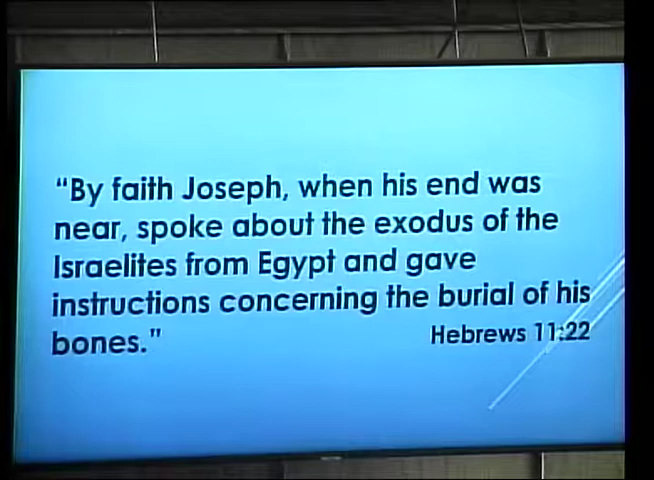 “By faith Joseph, when his end was
near, spoke about the exodus of the
Israelites from Egypt and gave
instructions concerning the burial of his
bones.”
Hebrews 11:22